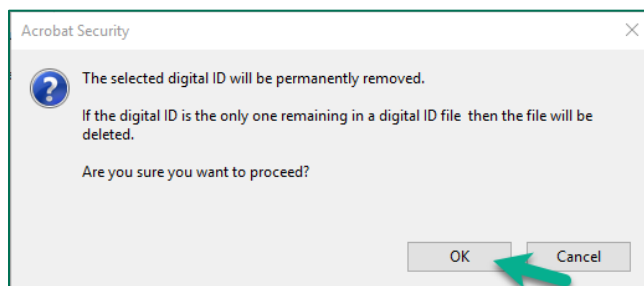 Acrobat Security
The selected digital ID will be permanently removed.
If the digital ID is the only one remaining in a digital ID file then the file will be
deleted.
Are you sure you want to proceed?
OK
Cancel